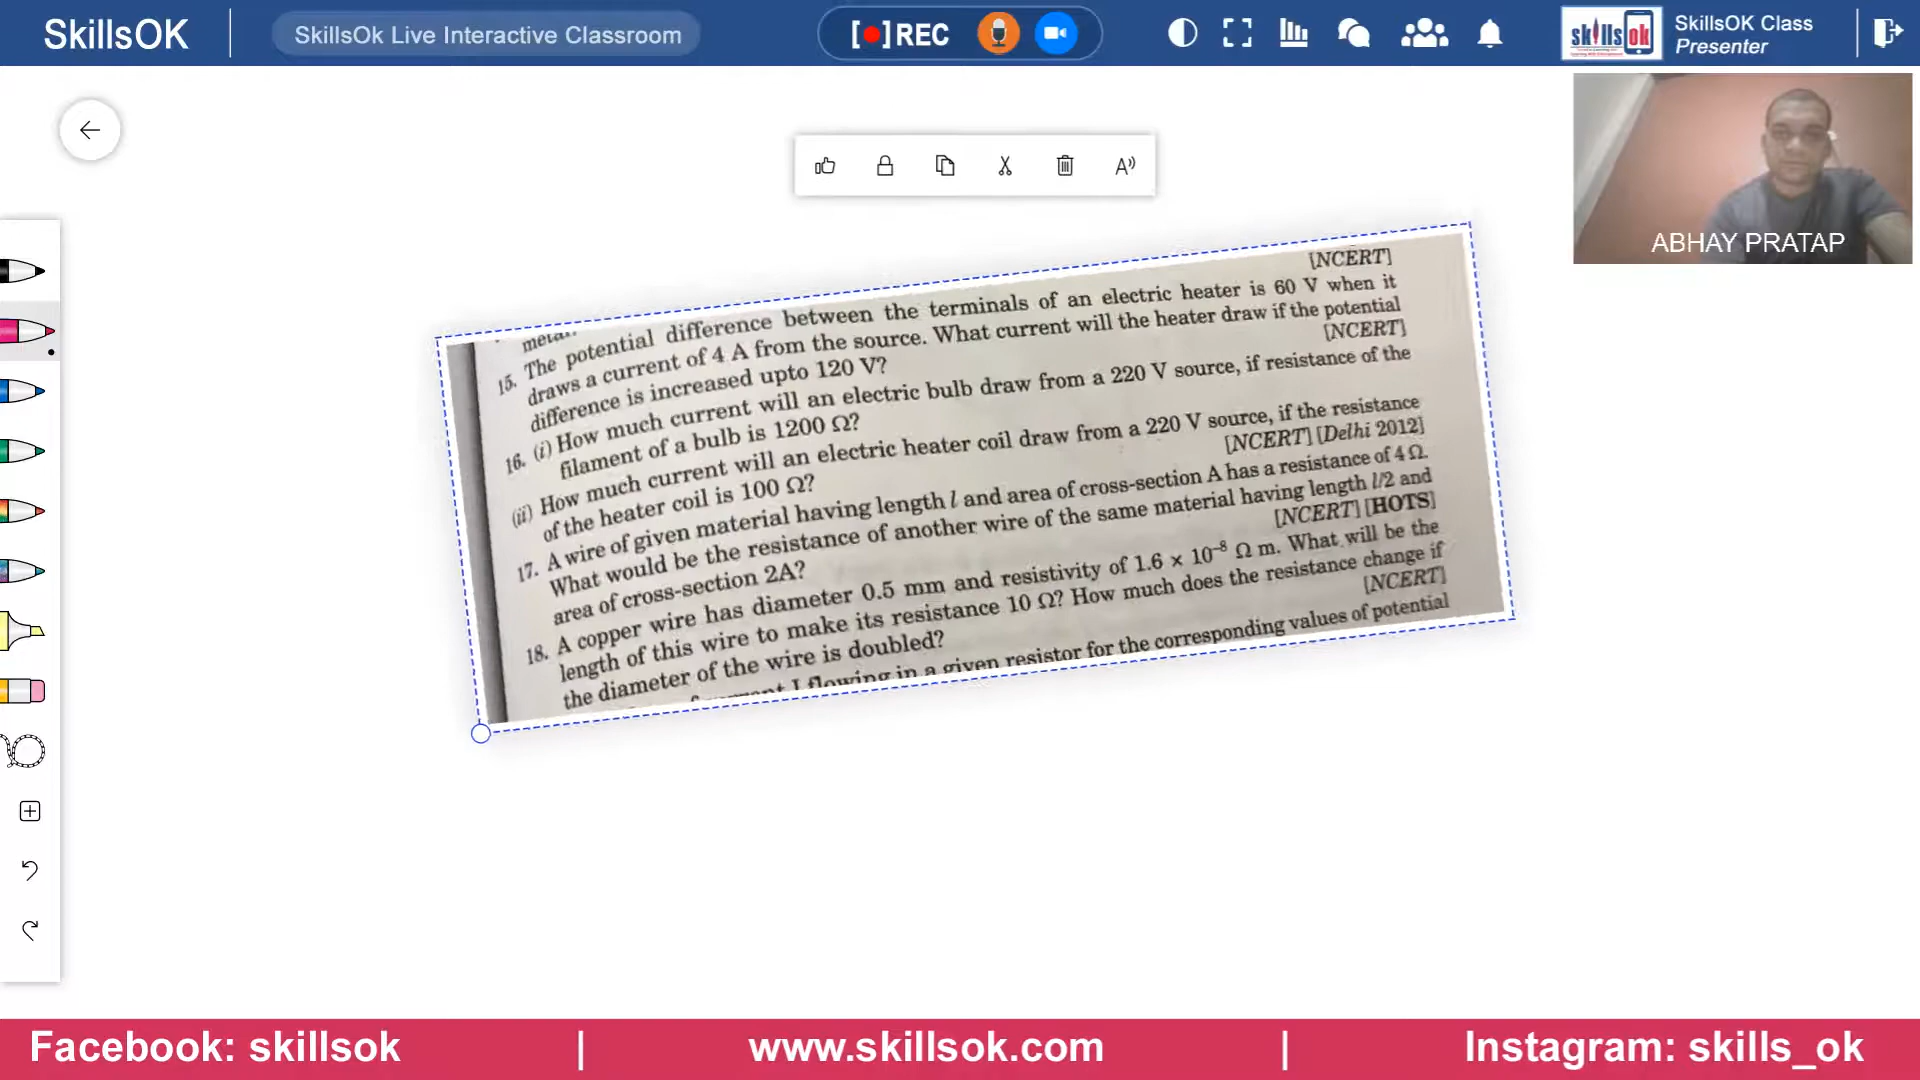 SkillsOK
SkillsOk Live Interactive Classroom
[●]REC
skills ok
SkillsOK Class
Presenter
ABHAY PRATAP
[NCERT]
15. The potential difference between the terminals of an electric heater is 60 V when it
draws a current of 4 A from the source. What current will the heater draw if the potential
difference is increased upto 120 V?
[NCERT]
16. (i) How much current will an electric bulb draw from a 220 V source, if resistance of the
filament of a bulb is 1200 Ω?
(ii) How much current will an electric heater coil draw from a 220 V source, if the resistance
of the heater coil is 100 Ω?
[NCERT] [Delhi 2012]
17. A wire of given material having length l and area of cross-section A has a resistance of 4 Ω.
What would be the resistance of another wire of the same material having length l/2 and
area of cross-section 2A?
[NCERT] [HOTS]
18. A copper wire has diameter 0.5 mm and resistivity of 1.6 × 10⁻⁸ Ω m. What will be the
length of this wire to make its resistance 10 Ω? How much does the resistance change if
the diameter of the wire is doubled?
[NCERT]
I flowing in a given resistor for the corresponding values of potential
Facebook: skillsok | www.skillsok.com | Instagram: skills_ok